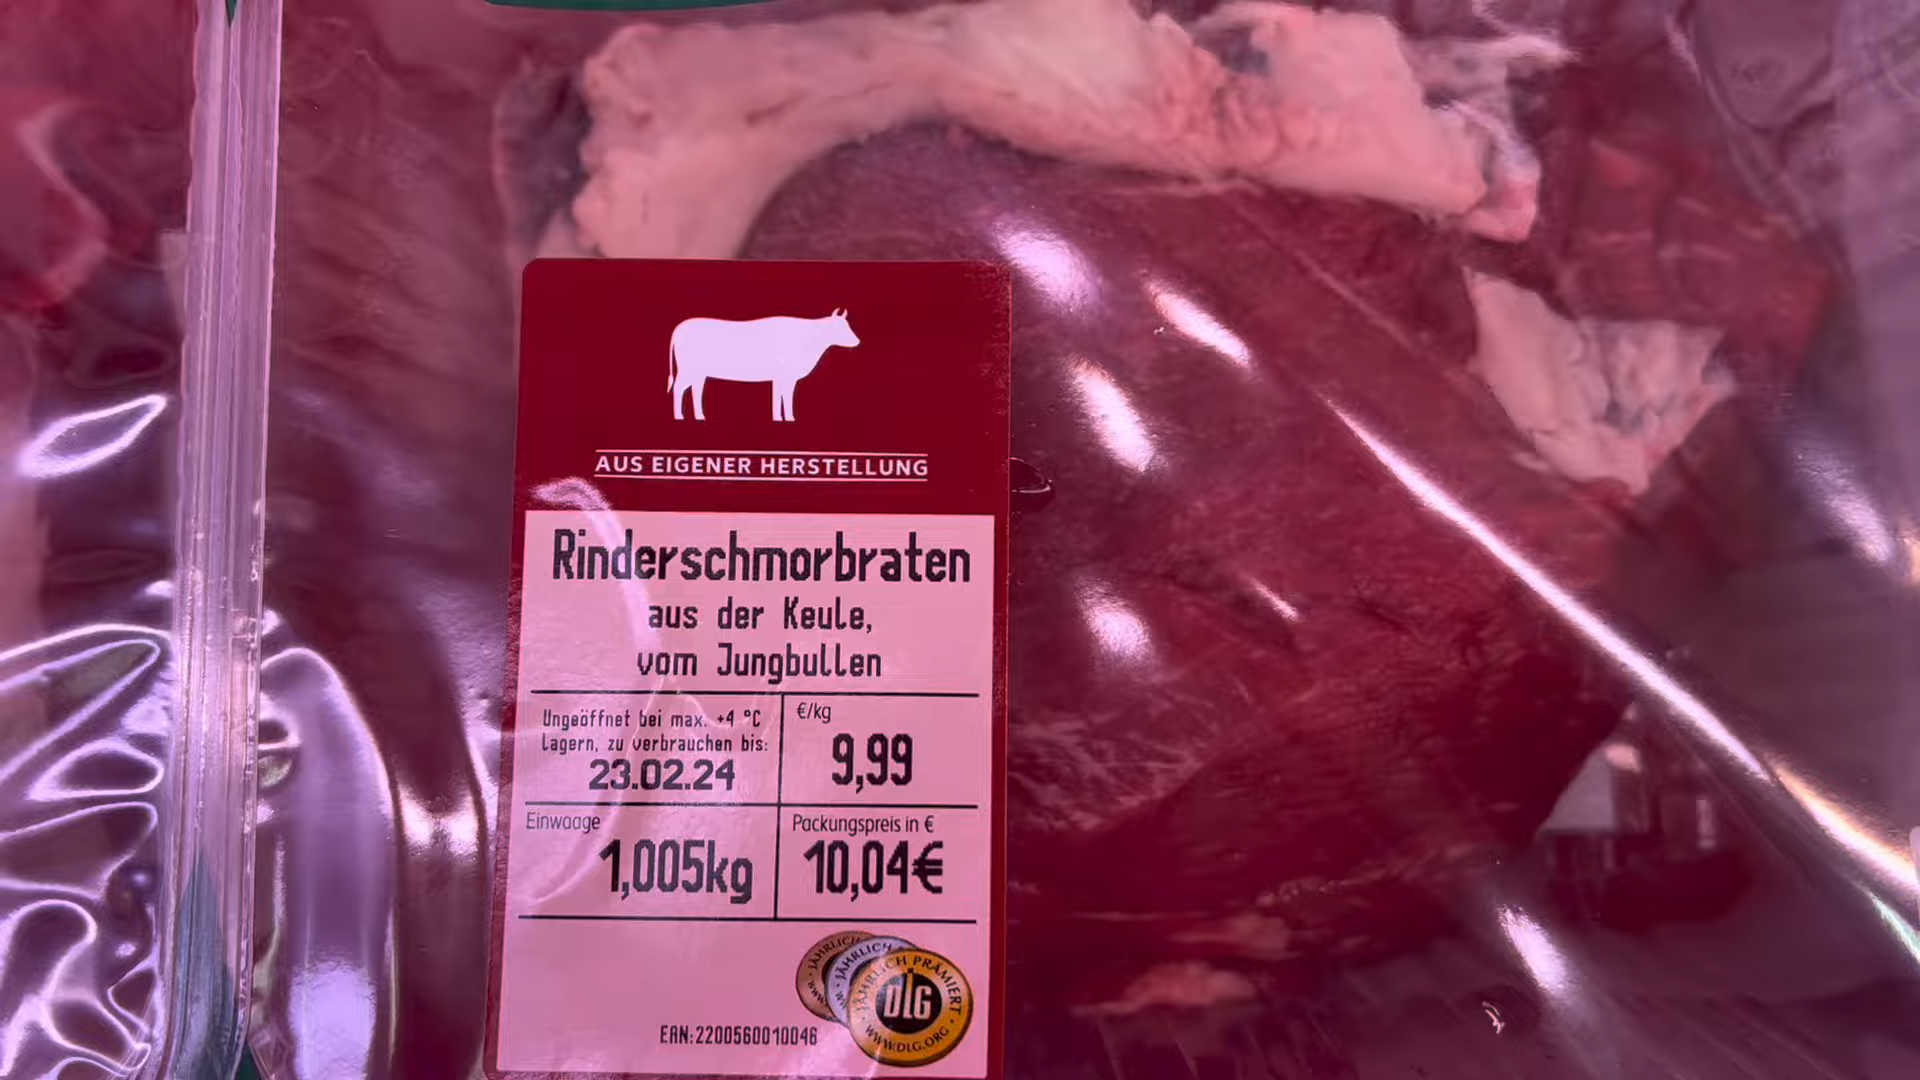 AUS EIGENER HERSTELLUNG
Rinderschmorbraten
aus der Keule,
vom Jungbullen
Ungeöffnet bei max. +4 °C
lagern, zu verbrauchen bis:
23.02.24
€/kg
9,99
Einwaage
1,005kg
Packungspreis in €
10,04€
JÄHRLICH
JÄHRLICH
JÄHRLICH PRÄMIERT
DLG
WWW.DLG.ORG
EAN:2200560010046